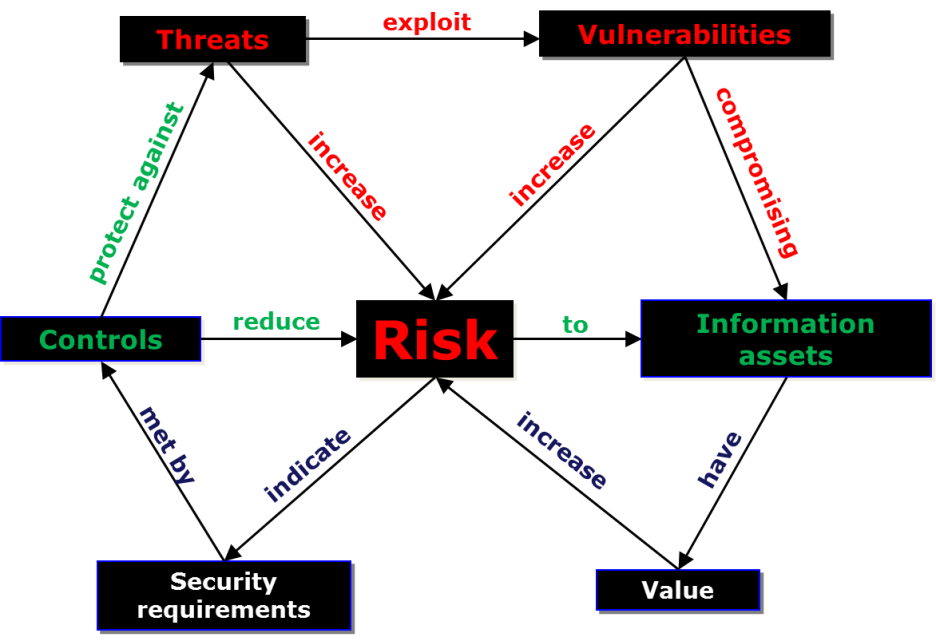 Threats
exploit
Vulnerabilities
protect against
increase
increase
compromising
Controls
reduce
Risk
to
Information
assets
met by
indicate
increase
have
Security
requirements
Value